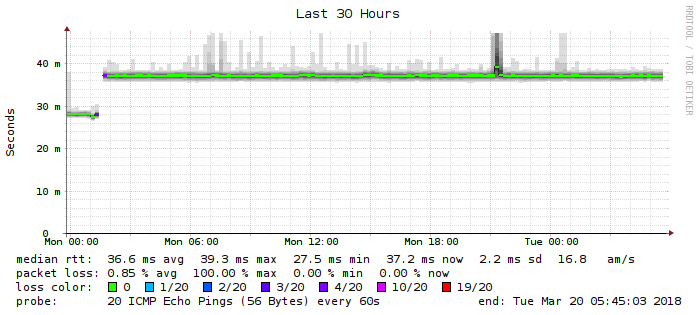 Last 30 Hours
RRDTOOL / TOBI OETIKER
Seconds
40 m
30 m
20 m
10 m
0
Mon 00:00 Mon 06:00 Mon 12:00 Mon 18:00 Tue 00:00
median rtt: 36.6 ms avg 39.3 ms max 27.5 ms min 37.2 ms now 2.2 ms sd 16.8 am/s
packet loss: 0.85 % avg 100.00 % max 0.00 % min 0.00 % now
loss color: 0 1/20 2/20 3/20 4/20 10/20 19/20
probe: 20 ICMP Echo Pings (56 Bytes) every 60s end: Tue Mar 20 05:45:03 2018